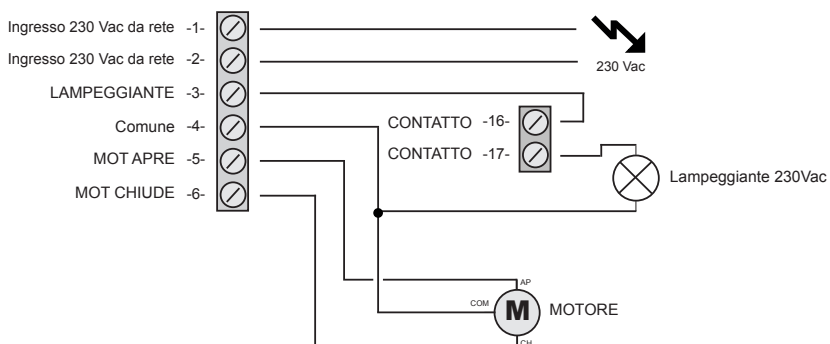 Ingresso 230 Vac da rete -1-
Ingresso 230 Vac da rete -2-
230 Vac
LAMPEGGIANTE -3-
Comune -4-
CONTATTO -16-
MOT APRE -5-
CONTATTO -17-
MOT CHIUDE -6-
Lampeggiante 230Vac
AP
COM
M
MOTORE
CH